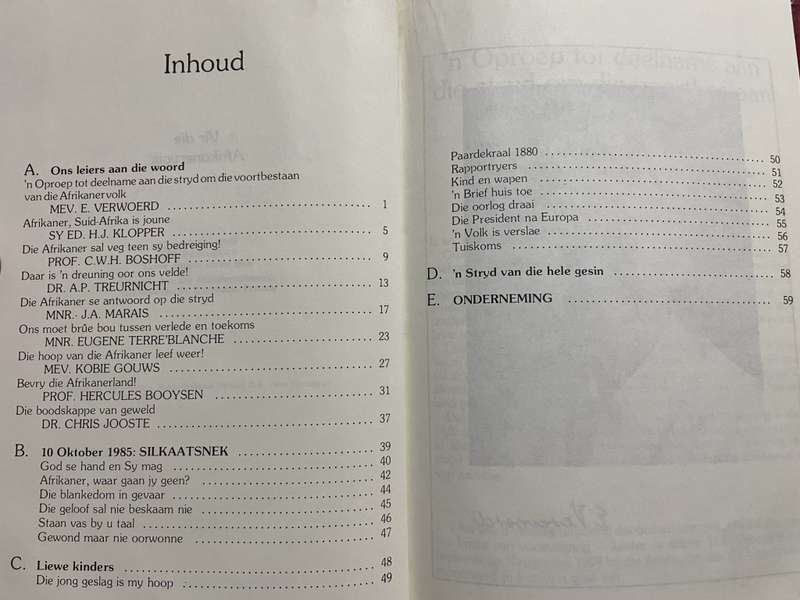 Inhoud
A. Ons leiers aan die woord
'n Oproep tot deelname aan die stryd om die voortbestaan
van die Afrikanervolk
MEV. E. VERWOERD 1
Afrikaner, Suid-Afrika is joune
SY ED. H.J. KLOPPER 5
Die Afrikaner sal veg teen sy bedreiging!
PROF. C.W.H. BOSHOFF 9
Daar is 'n dreuning oor ons velde!
DR. A.P. TREURNICHT 13
Die Afrikaner se antwoord op die stryd
MNR. J.A. MARAIS 17
Ons moet brûe bou tussen verlede en toekoms
MNR. EUGENE TERRE'BLANCHE 23
Die hoop van die Afrikaner leef weer!
MEV. KOBIE GOUWS 27
Bevry die Afrikanerland!
PROF. HERCULES BOOYSEN 31
Die boodskappe van geweld
DR. CHRIS JOOSTE 37
B. 10 Oktober 1985: SILKAATSNEK 39
God se hand en Sy mag 40
Afrikaner, waar gaan jy geen? 42
Die blankedom in gevaar 44
Die geloof sal nie beskaam nie 45
Staan vas by u taal 46
Gewond maar nie oorwonne 47
C. Liewe kinders 48
Die jong geslag is my hoop 49
Paardekraal 1880 50
Rapportryers 51
Kind en wapen 52
'n Brief huis toe 53
Die oorlog draai 54
Die President na Europa 55
'n Volk is verslae 56
Tuiskoms 57
D. 'n Stryd van die hele gesin 58
E. ONDERNEMING 59